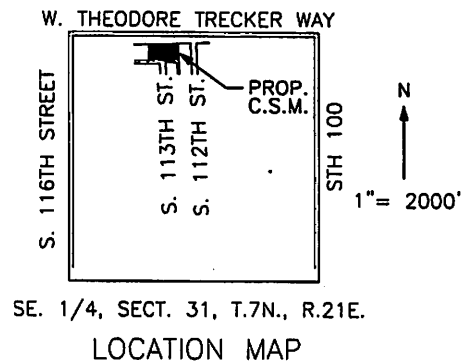 W. THEODORE TRECKER WAY
S. 116TH STREET
S. 113TH ST.
S. 112TH ST.
PROP.
C.S.M.
STH 100
N
1"= 2000'
SE. 1/4, SECT. 31, T.7N., R.21E.
LOCATION MAP